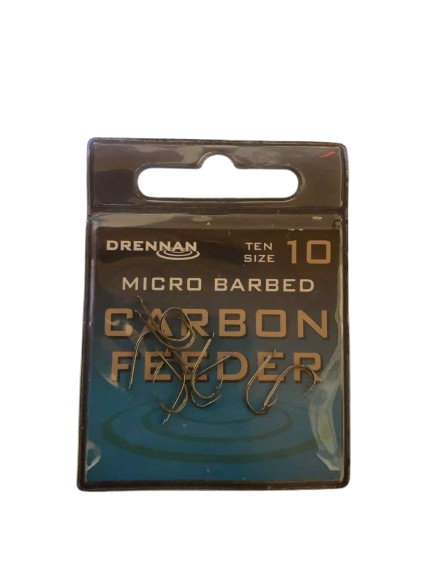 DRENNAN
TEN SIZE 10
MICRO BARBED
CARBON
FEEDER